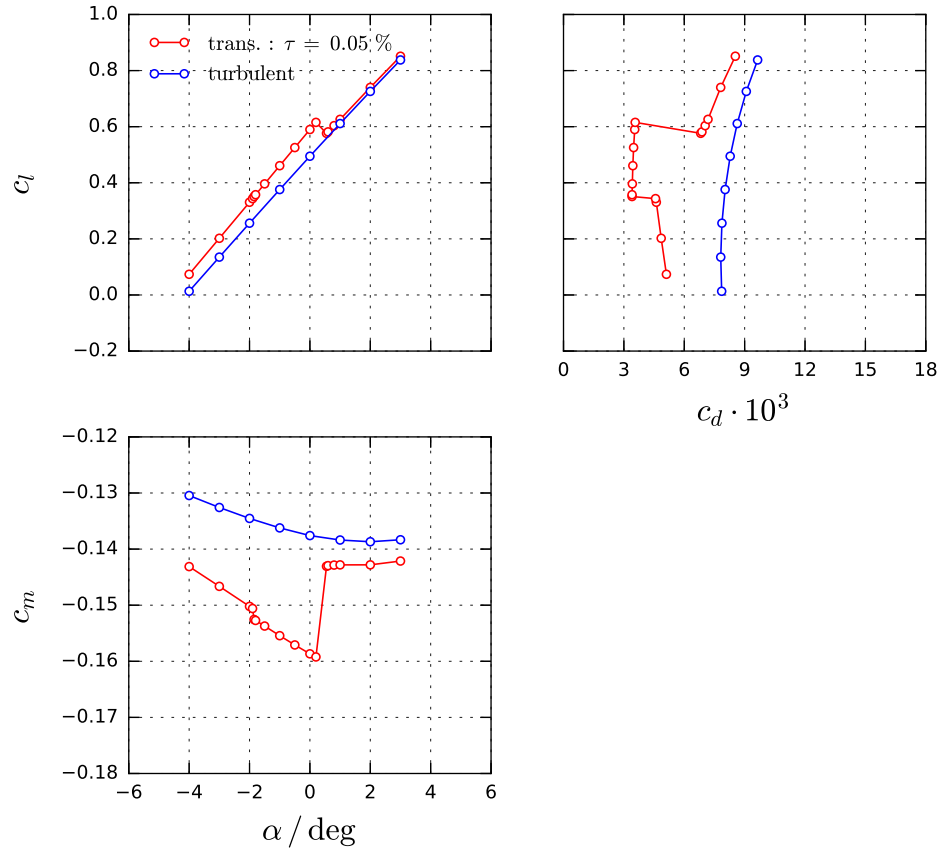 1.0
0.8
0.6
0.4
0.2
0.0
−0.2
c_l
trans. : τ = 0.05 %
turbulent
0 3 6 9 12 15 18
c_d · 10³
−0.12
−0.13
−0.14
−0.15
−0.16
−0.17
−0.18
c_m
−6 −4 −2 0 2 4 6
α / deg